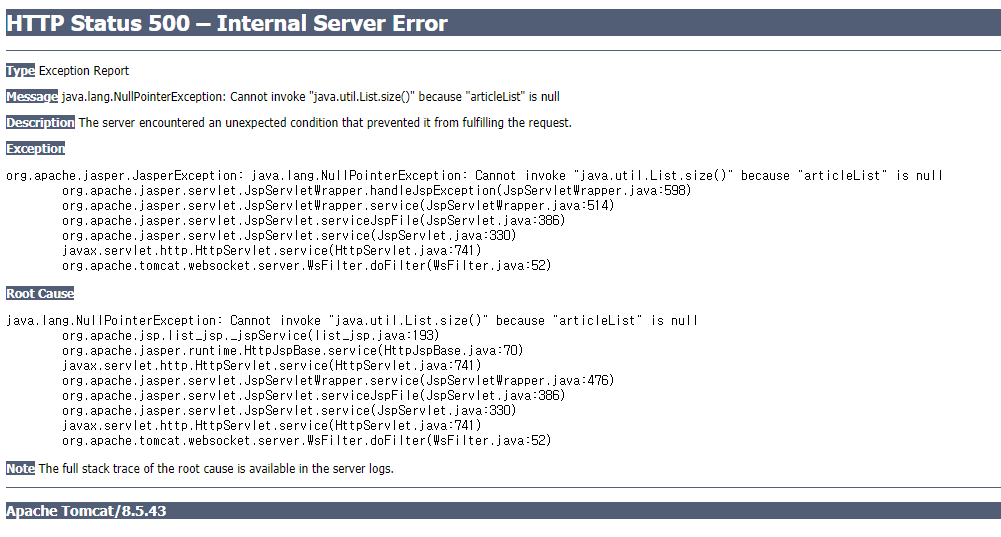 HTTP Status 500 – Internal Server Error
Type Exception Report
Message java.lang.NullPointerException: Cannot invoke "java.util.List.size()" because "articleList" is null
Description The server encountered an unexpected condition that prevented it from fulfilling the request.
Exception
org.apache.jasper.JasperException: java.lang.NullPointerException: Cannot invoke "java.util.List.size()" because "articleList" is null
org.apache.jasper.servlet.JspServletWrapper.handleJspException(JspServletWrapper.java:598)
org.apache.jasper.servlet.JspServletWrapper.service(JspServletWrapper.java:514)
org.apache.jasper.servlet.JspServlet.serviceJspFile(JspServlet.java:386)
org.apache.jasper.servlet.JspServlet.service(JspServlet.java:330)
javax.servlet.http.HttpServlet.service(HttpServlet.java:741)
org.apache.tomcat.websocket.server.WsFilter.doFilter(WsFilter.java:52)
Root Cause
java.lang.NullPointerException: Cannot invoke "java.util.List.size()" because "articleList" is null
org.apache.jsp.list_jsp._jspService(list_jsp.java:193)
org.apache.jasper.runtime.HttpJspBase.service(HttpJspBase.java:70)
javax.servlet.http.HttpServlet.service(HttpServlet.java:741)
org.apache.jasper.servlet.JspServletWrapper.service(JspServletWrapper.java:476)
org.apache.jasper.servlet.JspServlet.serviceJspFile(JspServlet.java:386)
org.apache.jasper.servlet.JspServlet.service(JspServlet.java:330)
javax.servlet.http.HttpServlet.service(HttpServlet.java:741)
org.apache.tomcat.websocket.server.WsFilter.doFilter(WsFilter.java:52)
Note The full stack trace of the root cause is available in the server logs.
Apache Tomcat/8.5.43